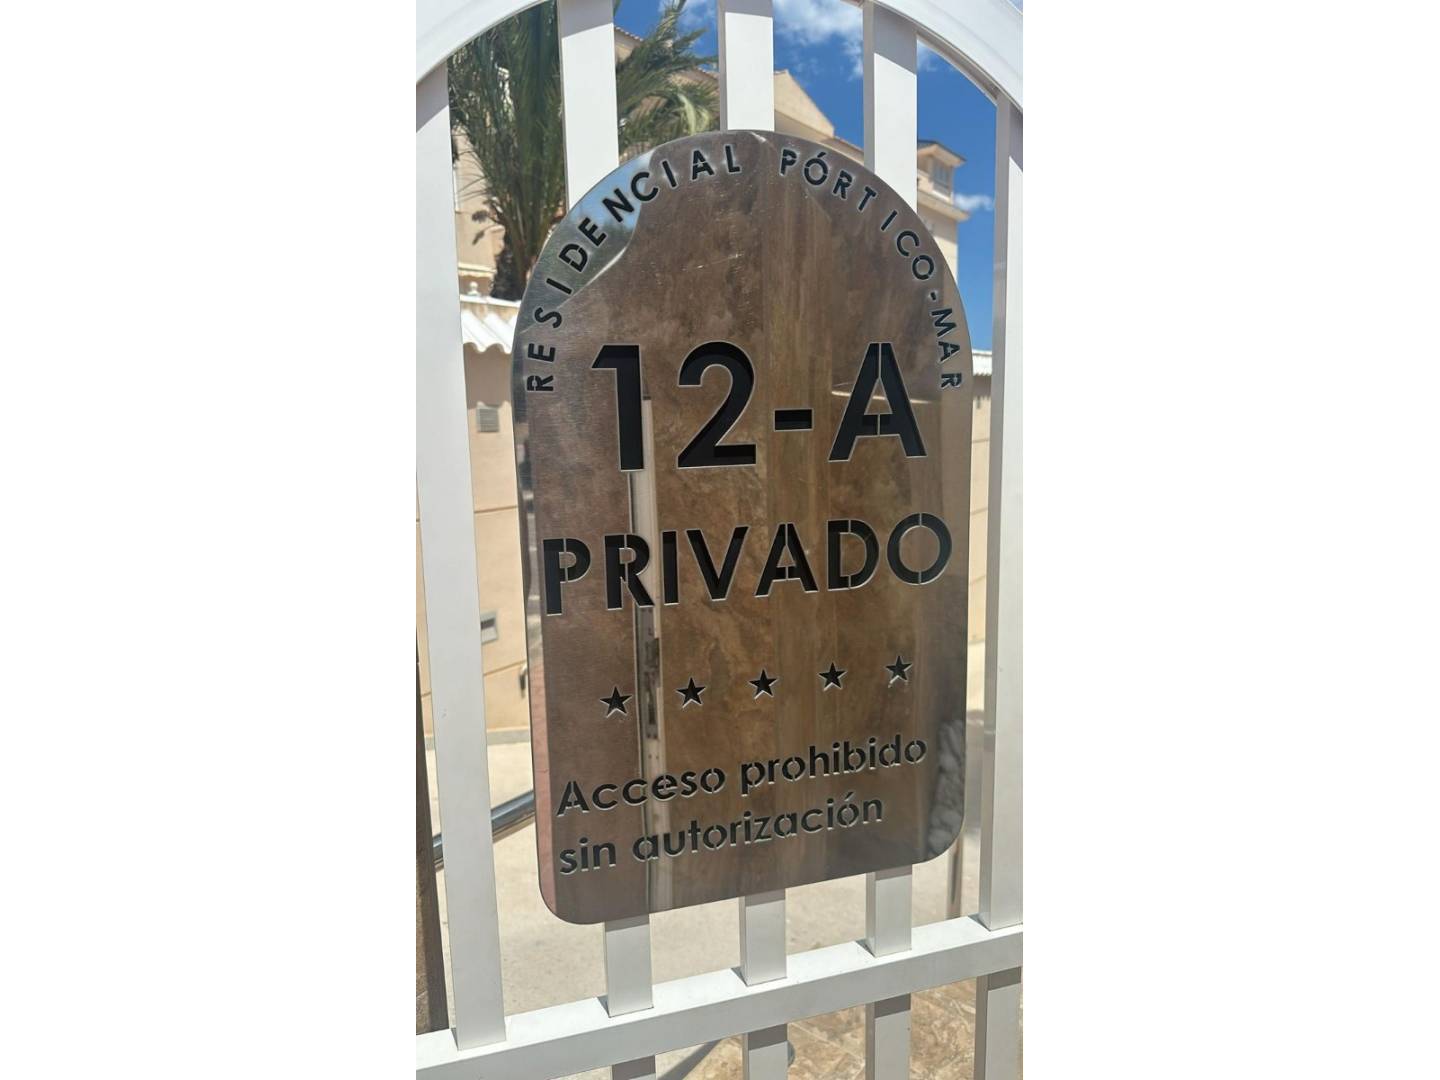 RESIDENCIAL PÓRTICO-MAR
12-A
PRIVADO
Acceso prohibido
sin autorización